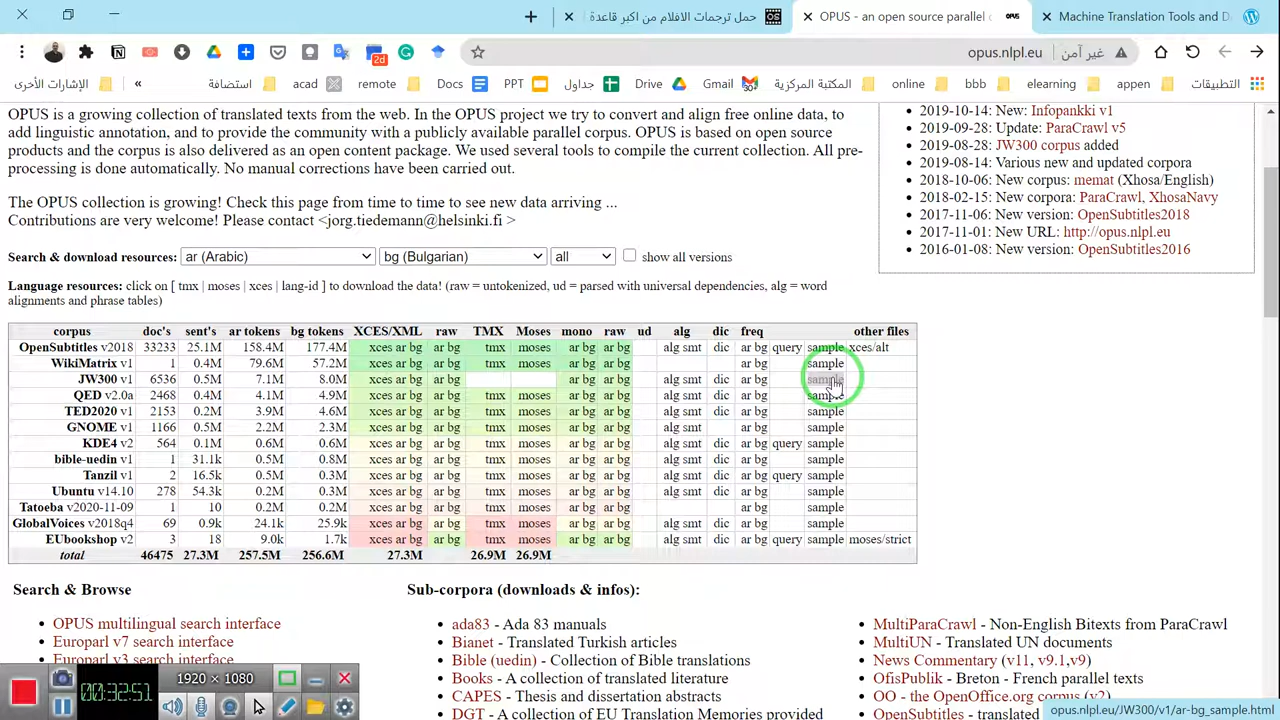 حمل ترجمات الافلام من اكبر قاعدة
OPUS - an open source parallel c
OPUS
Machine Translation Tools and D
2d
opus.nlpl.eu
الإشارات الأخرى
«
استضافة
acad
remote
Docs
PPT
جداول
Drive
Gmail
المكتبة المركزية
online
lbb
elearning
appen
التطبيقات
OPUS is a growing collection of translated texts from the web. In the OPUS project we try to convert and align free online data, to
add linguistic annotation, and to provide the community with a publicly available parallel corpus. OPUS is based on open source
products and the corpus is also delivered as an open content package. We used several tools to compile the current collection. All pre-
processing is done automatically. No manual corrections have been carried out.
The OPUS collection is growing! Check this page from time to time to see new data arriving ...
Contributions are very welcome! Please contact <jorg.tiedemann@helsinki.fi >
2019-10-14: New: Infopankki v1
2019-09-28: Update: ParaCrawl v5
2019-08-28: JW300 corpus added
2019-08-14: Various new and updated corpora
2018-10-06: New corpus: memat (Xhosa/English)
2018-02-15: New corpora: ParaCrawl, XhosaNavy
2017-11-06: New version: OpenSubtitles2018
2017-11-01: New URL: http://opus.nlpl.eu
2016-01-08: New version: OpenSubtitles2016
Search & download resources: ar (Arabic) bg (Bulgarian) all show all versions
Language resources: click on [ tmx | moses | xces | lang-id ] to download the data! (raw = untokenized, ud = parsed with universal dependencies, alg = word
alignments and phrase tables)
corpus doc's sent's ar tokens bg tokens XCES/XML raw TMX Moses mono raw ud alg dic freq other files
OpenSubtitles v2018 33233 25.1M 158.4M 177.4M xces ar bg ar bg tmx moses ar bg ar bg alg smt dic ar bg query sample xces/alt
WikiMatrix v1 1 0.4M 79.6M 57.2M xces ar bg ar bg tmx moses ar bg ar bg ar bg sample
JW300 v1 6536 0.5M 7.1M 8.0M xces ar bg ar bg ar bg ar bg alg smt dic ar bg sample
QED v2.0a 2468 0.4M 4.1M 4.9M xces ar bg ar bg tmx moses ar bg ar bg alg smt dic ar bg sample
TED2020 v1 2153 0.2M 3.9M 4.6M xces ar bg ar bg tmx moses ar bg ar bg alg smt dic ar bg sample
GNOME v1 1166 0.5M 2.2M 2.3M xces ar bg ar bg tmx moses ar bg ar bg alg smt dic ar bg sample
KDE4 v2 564 0.1M 0.6M 0.6M xces ar bg ar bg tmx moses ar bg ar bg alg smt dic ar bg query sample
bible-uedin v1 1 31.1k 0.5M 0.8M xces ar bg ar bg tmx moses ar bg ar bg alg smt dic ar bg sample
Tanzil v1 2 16.5k 0.5M 0.3M xces ar bg ar bg tmx moses ar bg ar bg alg smt dic ar bg query sample
Ubuntu v14.10 278 54.3k 0.2M 0.3M xces ar bg ar bg tmx moses ar bg ar bg alg smt dic ar bg sample
Tatoeba v2020-11-09 1 10 0.2M 0.2M xces ar bg ar bg tmx moses ar bg ar bg ar bg sample
GlobalVoices v2018q4 69 0.9k 24.1k 25.9k xces ar bg ar bg tmx moses ar bg ar bg alg smt dic ar bg sample
EUbookshop v2 3 18 9.0k 1.7k xces ar bg ar bg tmx moses ar bg ar bg alg smt dic ar bg query sample moses/strict
total 46475 27.3M 257.5M 256.6M 27.3M 26.9M 26.9M
Search & Browse
OPUS multilingual search interface
Europarl v7 search interface
Europarl v3 search interface
Sub-corpora (downloads & infos):
ada83 - Ada 83 manuals
Bianet - Translated Turkish articles
Bible (uedin) - Collection of Bible translations
Books - A collection of translated literature
CAPES - Thesis and dissertation abstracts
DGT - A collection of EU Translation Memories provided
MultiParaCrawl - Non-English Bitexts from ParaCrawl
MultiUN - Translated UN documents
News Commentary (v11, v9.1, v9)
OfisPublik - Breton - French parallel texts
OO - the OpenOffice.org corpus (v2)
OpenSubtitles - translated
00:32:51
1920 × 1080
opus.nlpl.eu/JW300/v1/ar-bg_sample.html